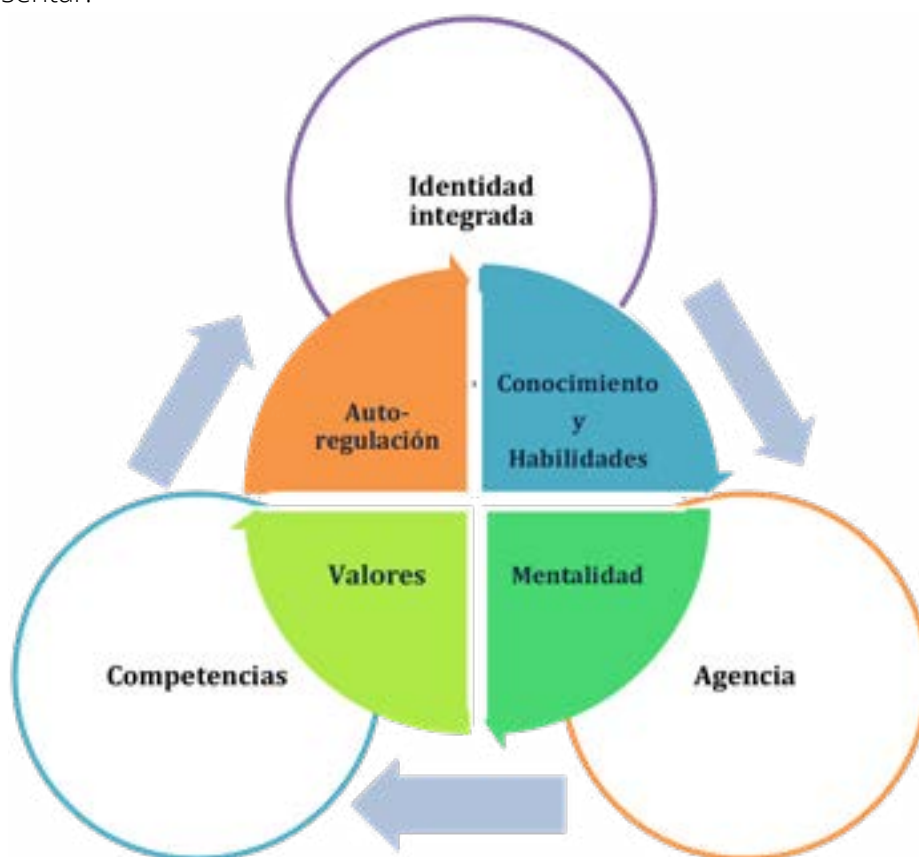 Identidad
integrada
Auto-
regulación
Conocimiento
y
Habilidades
Valores
Mentalidad
Competencias
Agencia